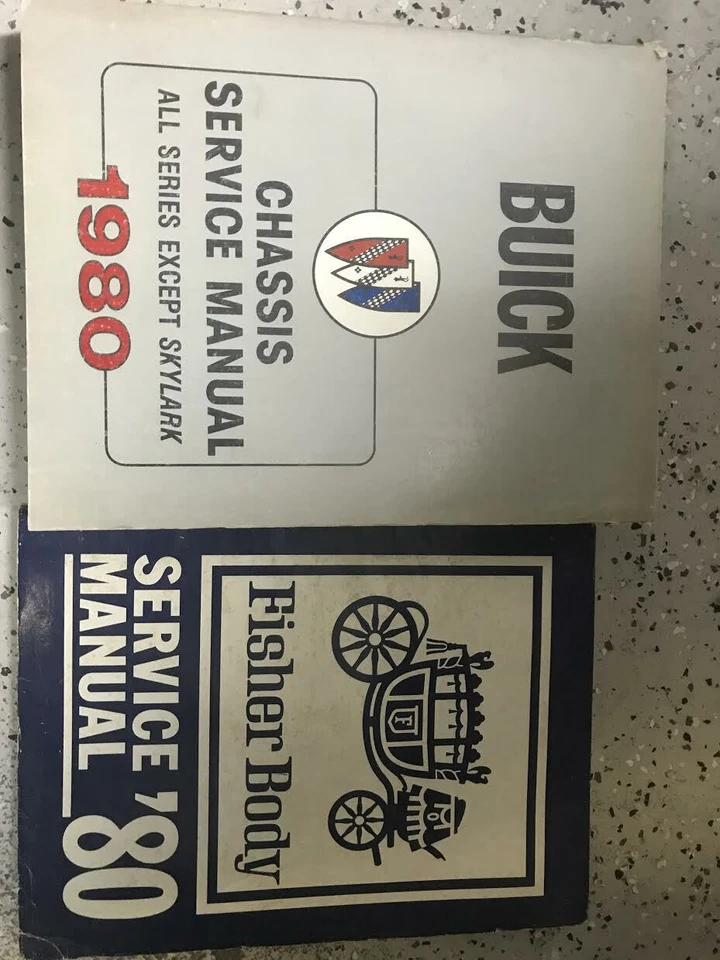 BUICK
CHASSIS
SERVICE MANUAL
ALL SERIES EXCEPT SKYLARK
1980
F
Fisher Body
SERVICE '80
MANUAL